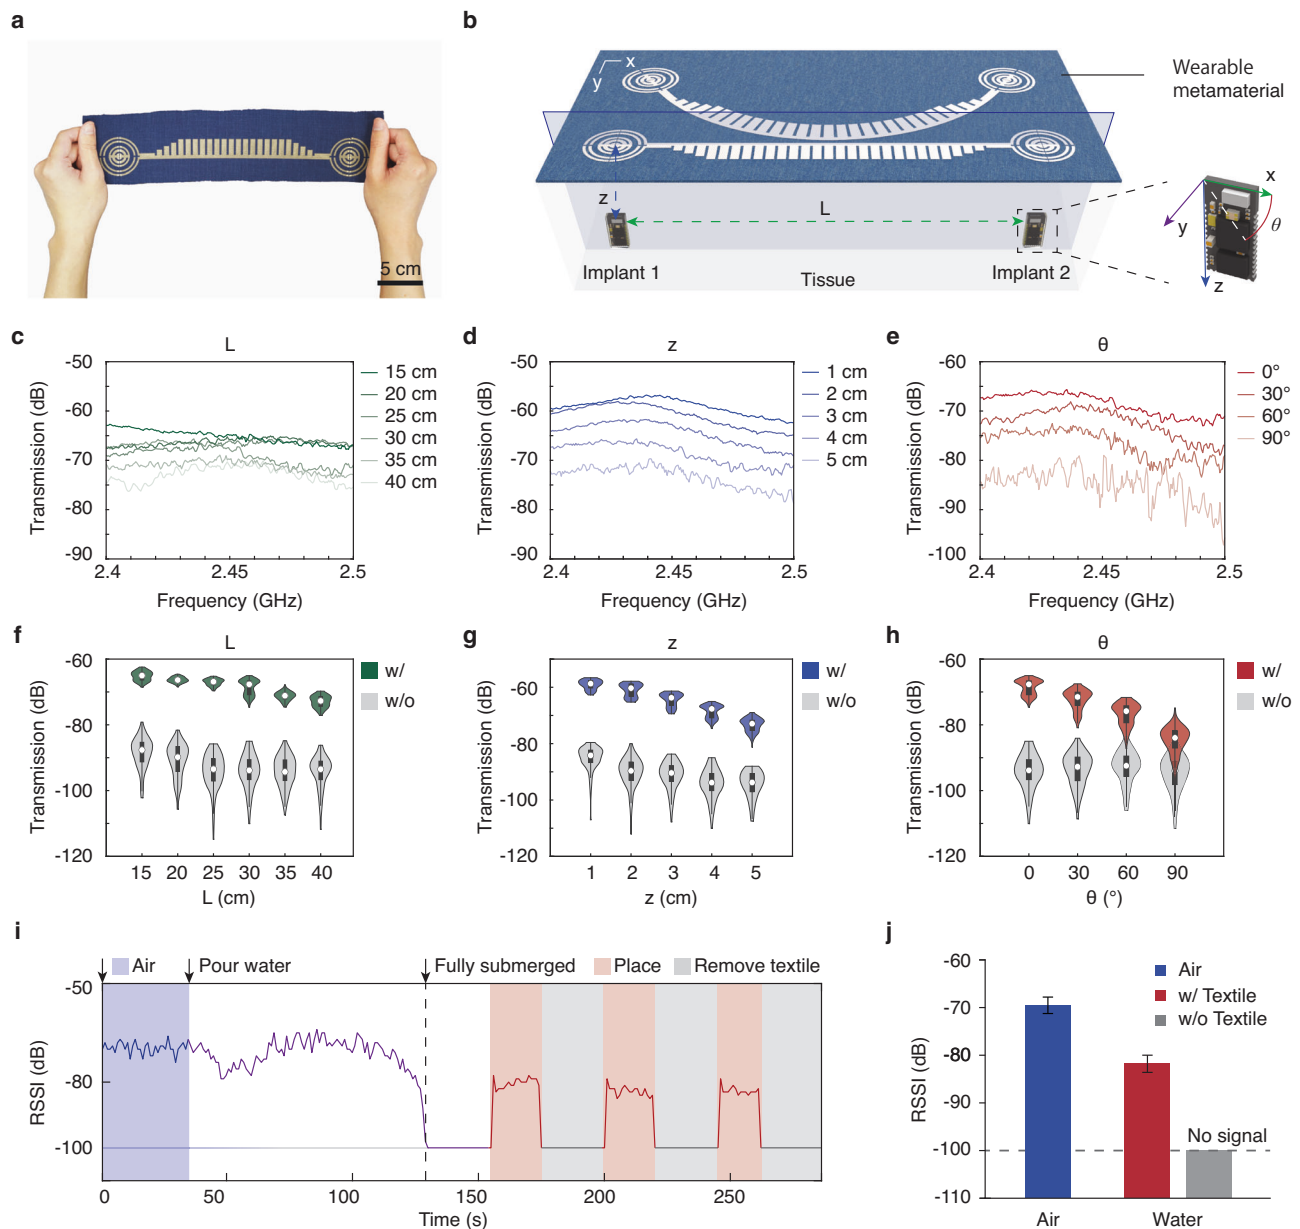 a
5 cm
b
x
y
Wearable
metamaterial
z
L
Implant 1
Implant 2
Tissue
x
y
θ
z
c
L
Transmission (dB)
-50
-60
-70
-80
-90
2.4
2.45
2.5
Frequency (GHz)
15 cm
20 cm
25 cm
30 cm
35 cm
40 cm
d
z
Transmission (dB)
-50
-60
-70
-80
-90
2.4
2.45
2.5
Frequency (GHz)
1 cm
2 cm
3 cm
4 cm
5 cm
e
θ
Transmission (dB)
-60
-70
-80
-90
-100
2.4
2.45
2.5
Frequency (GHz)
0°
30°
60°
90°
f
L
Transmission (dB)
-60
-80
-100
-120
15 20 25 30 35 40
L (cm)
w/
w/o
g
z
Transmission (dB)
-60
-80
-100
-120
1 2 3 4 5
z (cm)
w/
w/o
h
θ
Transmission (dB)
-60
-80
-100
-120
0 30 60 90
θ (°)
w/
w/o
i
Air
Pour water
Fully submerged
Place
Remove textile
RSSI (dB)
-50
-80
-100
0 50 100 150 200 250
Time (s)
j
RSSI (dB)
-60
-70
-80
-90
-100
-110
Air
w/ Textile
w/o Textile
No signal
Air
Water